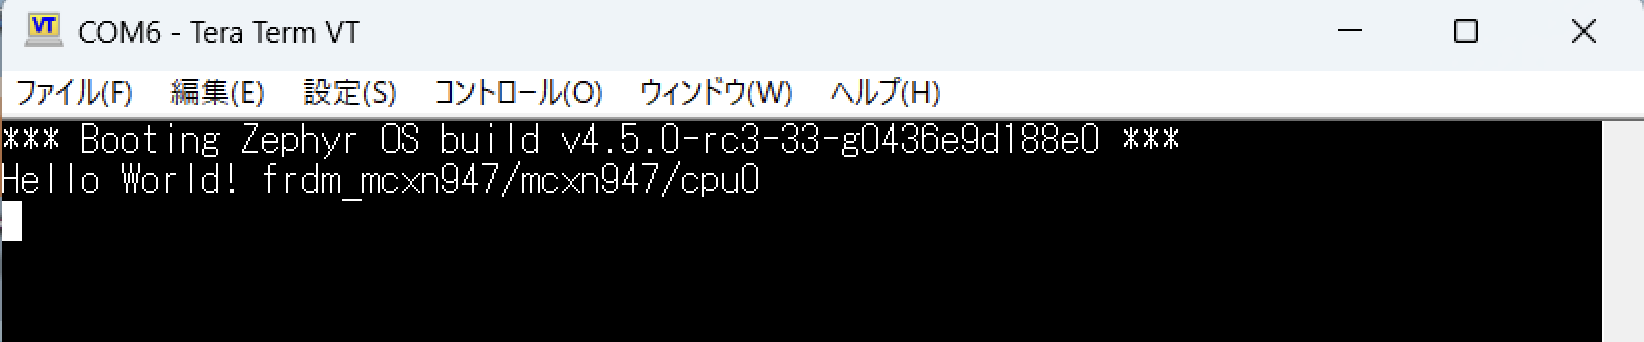 VT COM6 - Tera Term VT
ファイル(F) 編集(E) 設定(S) コントロール(O) ウィンドウ(W) ヘルプ(H)
*** Booting Zephyr OS build v4.5.0-rc3-33-g0436e9d188e0 ***
Hello World! frdm_mcxn947/mcxn947/cpu0